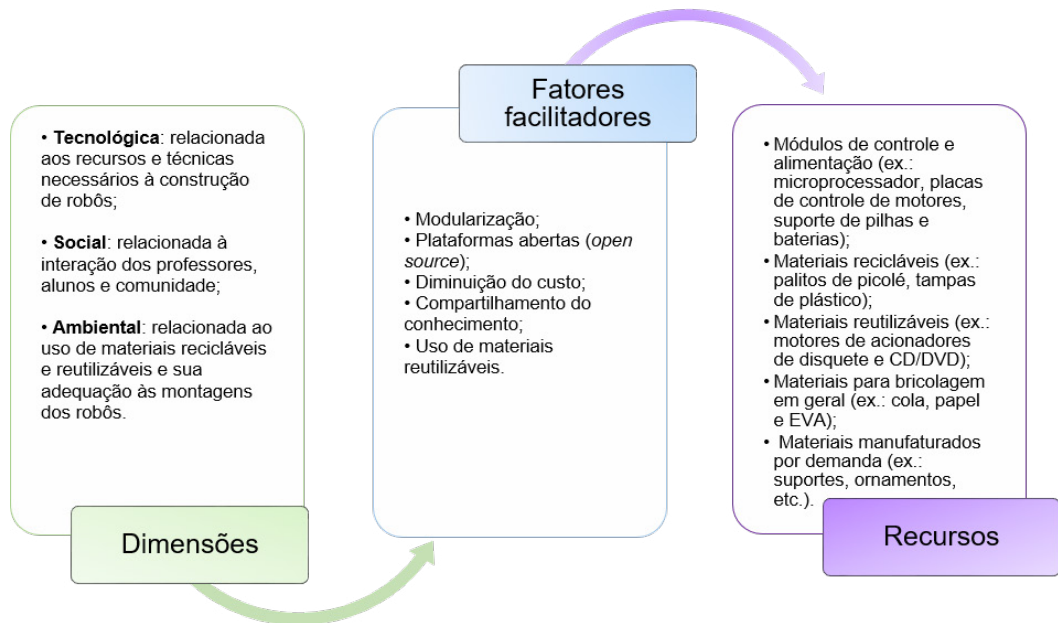 • Tecnológica: relacionada
aos recursos e técnicas
necessários à construção
de robôs;
• Social: relacionada à
interação dos professores,
alunos e comunidade;
• Ambiental: relacionada ao
uso de materiais recicláveis
e reutilizáveis e sua
adequação às montagens
dos robôs.
Dimensões
Fatores
facilitadores
• Modularização;
• Plataformas abertas (open
source);
• Diminuição do custo;
• Compartilhamento do
conhecimento;
• Uso de materiais
reutilizáveis.
• Módulos de controle e
alimentação (ex.:
microprocessador, placas
de controle de motores,
suporte de pilhas e
baterias);
• Materiais recicláveis (ex.:
palitos de picolé, tampas
de plástico);
• Materiais reutilizáveis (ex.:
motores de acionadores
de disquete e CD/DVD);
• Materiais para bricolagem
em geral (ex.: cola, papel
e EVA);
• Materiais manufaturados
por demanda (ex.:
suportes, ornamentos,
etc.).
Recursos